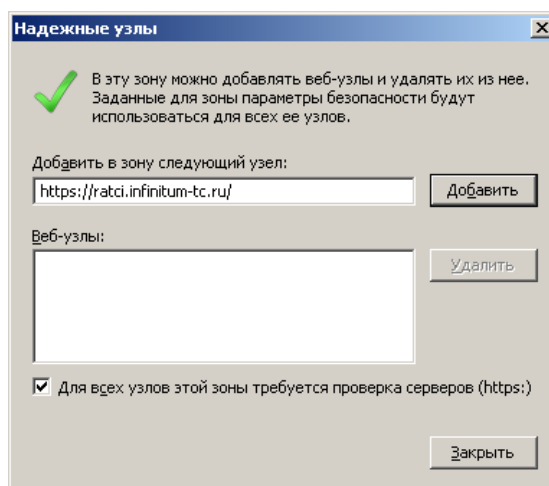 Надежные узлы
В эту зону можно добавлять веб-узлы и удалять их из нее.
Заданные для зоны параметры безопасности будут
использоваться для всех ее узлов.
Добавить в зону следующий узел:
https://ratci.infinitum-tc.ru/
Добавить
Веб-узлы:
Удалить
Для всех узлов этой зоны требуется проверка серверов (https:)
Закрыть